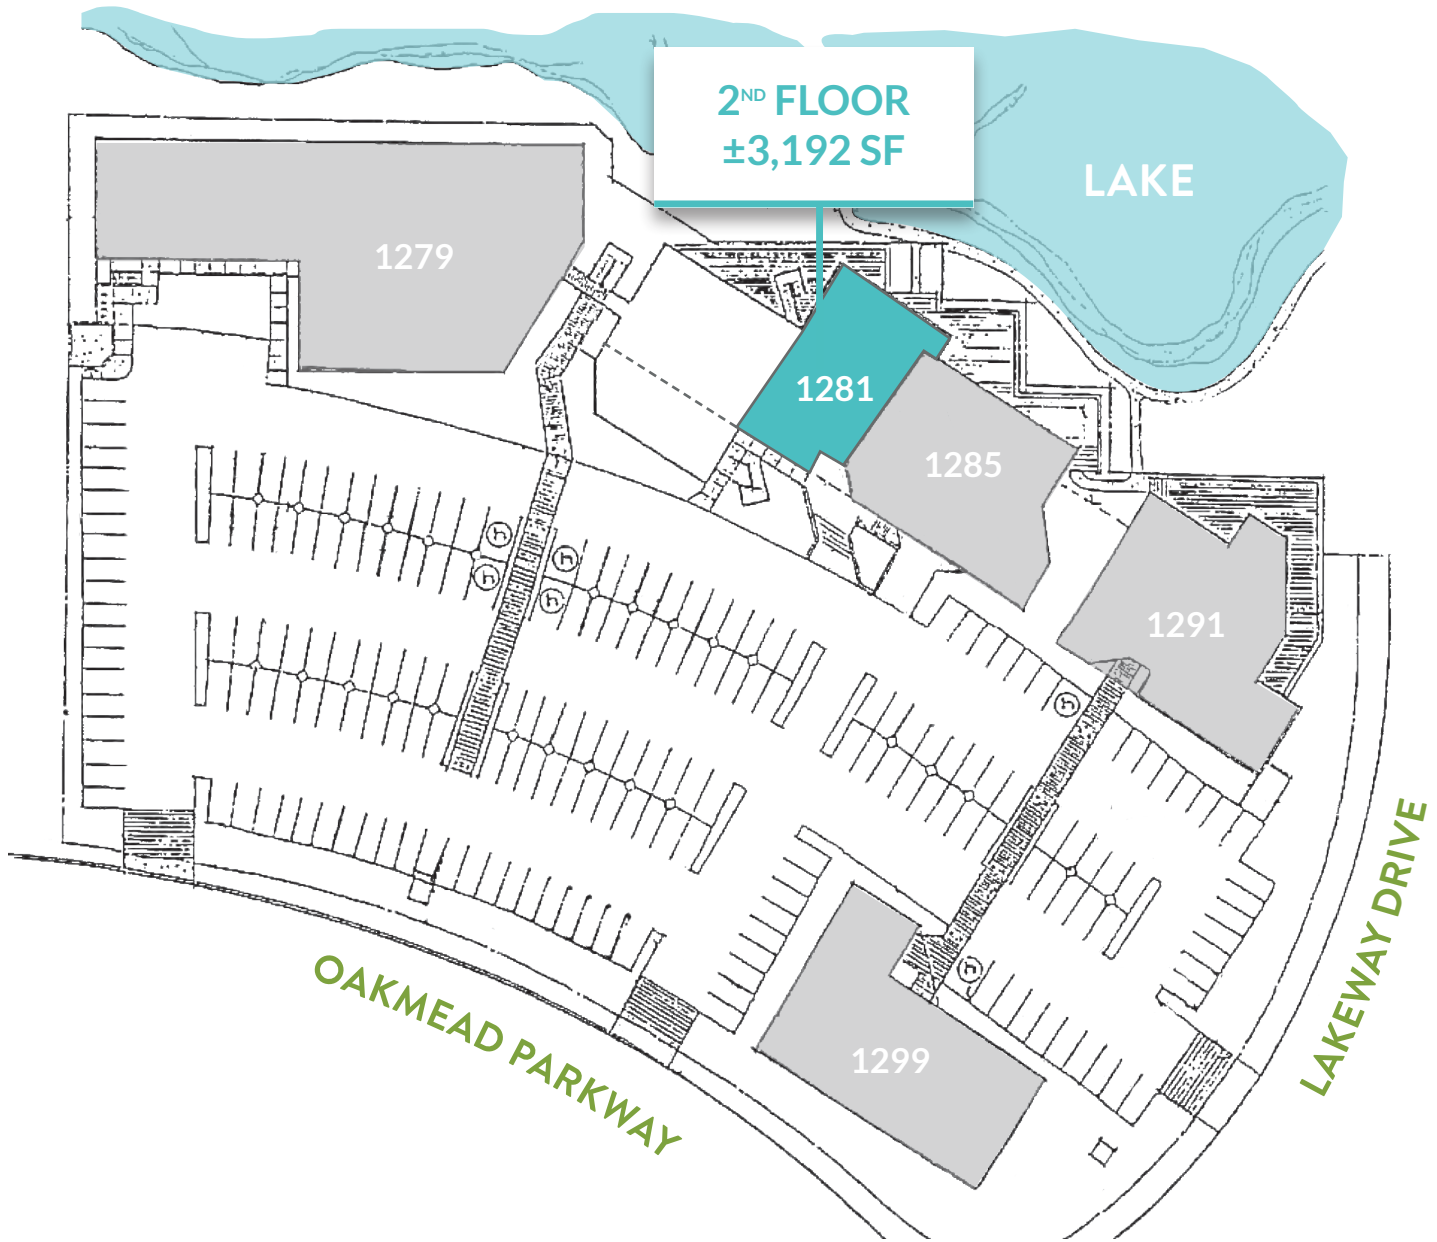 2ND FLOOR
±3,192 SF
LAKE
1279
1281
1285
1291
1299
OAKMEAD PARKWAY
LAKEWAY DRIVE